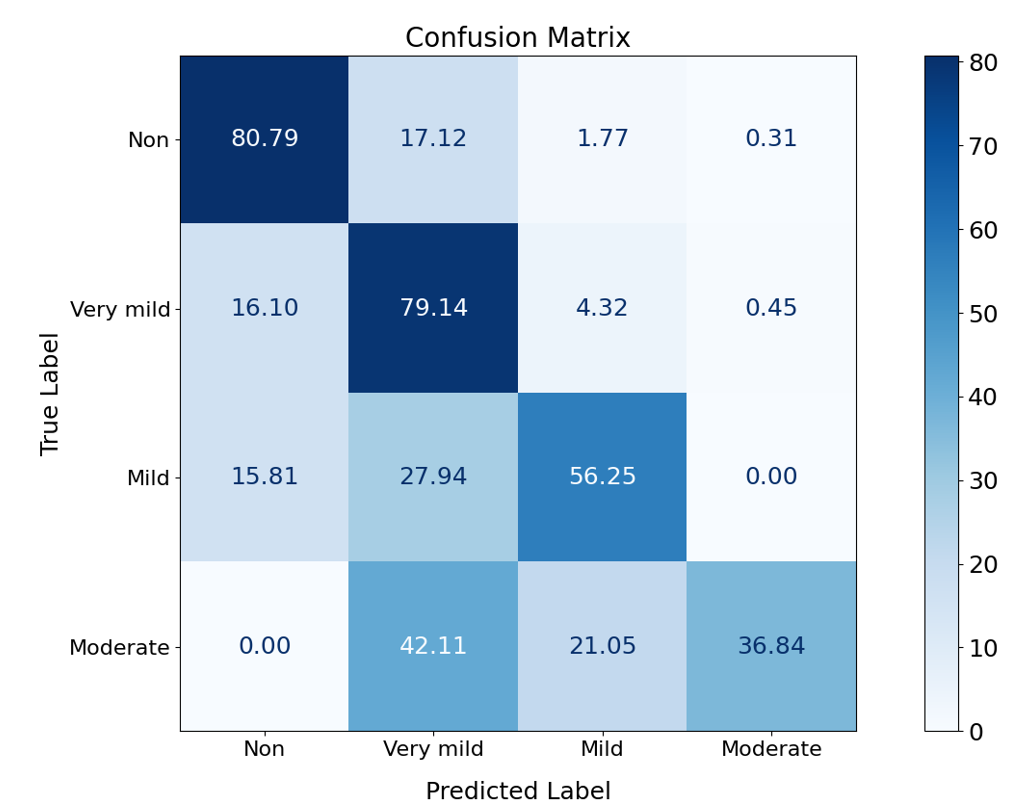 Confusion Matrix
Non 80.79 17.12 1.77 0.31
Very mild 16.10 79.14 4.32 0.45
Mild 15.81 27.94 56.25 0.00
Moderate 0.00 42.11 21.05 36.84
Non Very mild Mild Moderate
Predicted Label
True Label
80
70
60
50
40
30
20
10
0